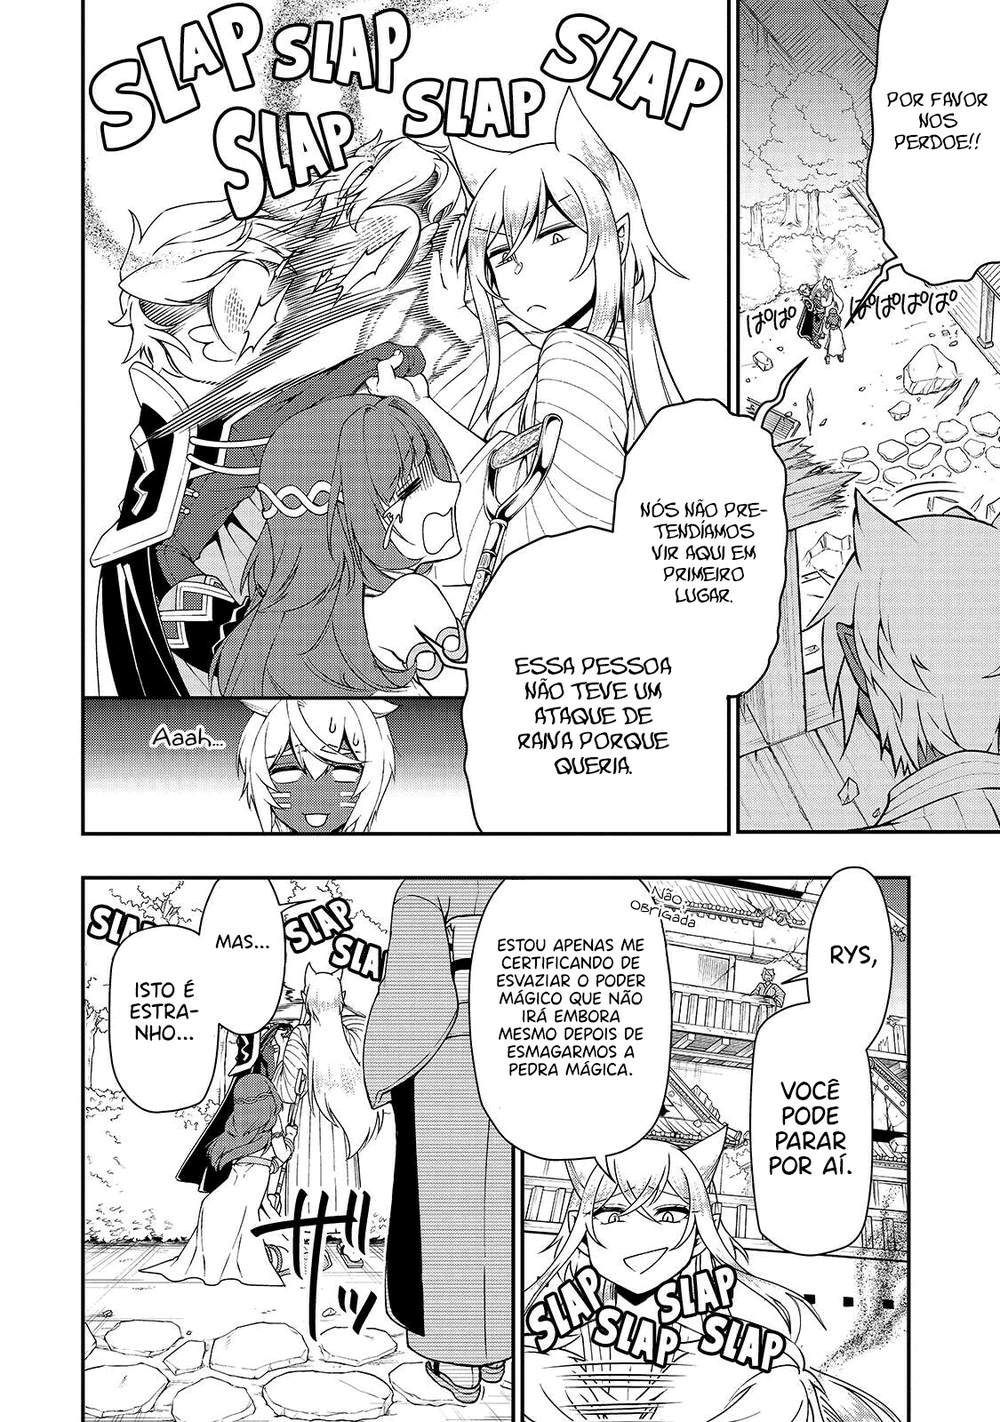 POR FAVOR
NOS
PERDOE!!
ぱぱ
ぱぱぱぱ
SLAP
SLAP
SLAP
SLAP
SLAP
NÓS NÃO PRE-
TENDÍAMOS
VIR AQUI EM
PRIMEIRO
LUGAR.
ESSA PESSOA
NÃO TEVE UM
ATAQUE DE
RAIVA PORQUE
QUERIA.
Aaah...
RYS,
VOCÊ
PODE
PARAR
POR AÍ.
Não,
obrigada
ESTOU APENAS ME
CERTIFICANDO DE
ESVAZIAR O PODER
MÁGICO QUE NÃO
IRÁ EMBORA
MESMO DEPOIS DE
ESMAGARMOS A
PEDRA MÁGICA.
SLAP
SLAP
SLAP
SLAP
MAS...
ISTO É
ESTRA-
NHO...
SLAP
SLAP
SLAP
SLAP
ザッ